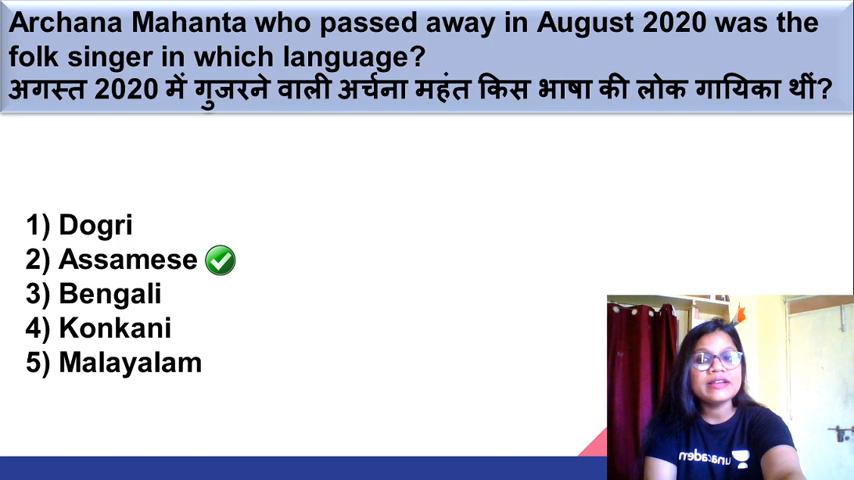 Archana Mahanta who passed away in August 2020 was the
folk singer in which language?
अगस्त 2020 में गुजरने वाली अर्चना महंत किस भाषा की लोक गायिका थीं?
1) Dogri
2) Assamese
3) Bengali
4) Konkani
5) Malayalam
unacadem